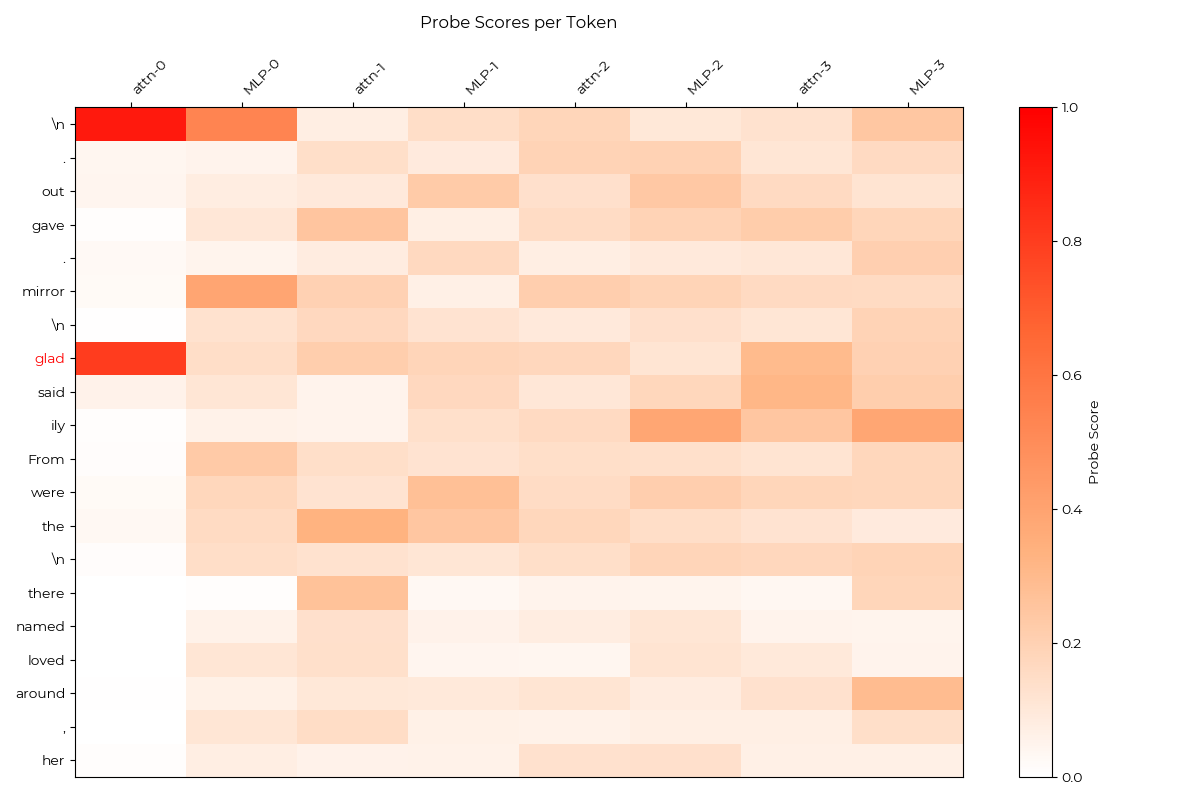 Probe Scores per Token
attn-0 MLP-0 attn-1 MLP-1 attn-2 MLP-2 attn-3 MLP-3
\n
.
out
gave
.
mirror
\n
glad
said
ily
From
were
the
\n
there
named
loved
around
,
her
1.0
0.8
0.6
0.4
0.2
0.0
Probe Score